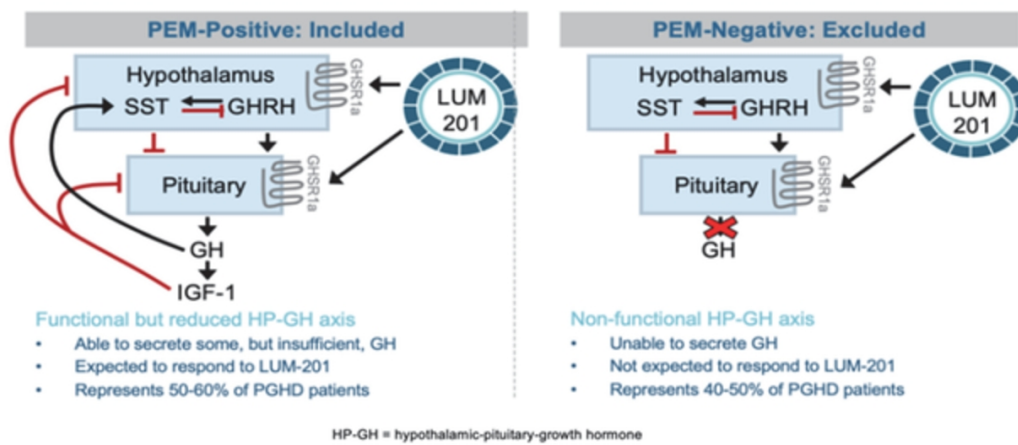 PEM-Positive: Included
Hypothalamus
SST GHRH
GHSR1a
LUM
201
Pituitary
GHSR1a
GH
IGF-1
Functional but reduced HP-GH axis
• Able to secrete some, but insufficient, GH
• Expected to respond to LUM-201
• Represents 50-60% of PGHD patients
PEM-Negative: Excluded
Hypothalamus
SST GHRH
GHSR1a
LUM
201
Pituitary
GHSR1a
GH
Non-functional HP-GH axis
• Unable to secrete GH
• Not expected to respond to LUM-201
• Represents 40-50% of PGHD patients
HP-GH = hypothalamic-pituitary-growth hormone